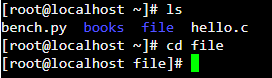 [root@localhost ~]# ls
bench.py  books  file  hello.c
[root@localhost ~]# cd file
[root@localhost file]#